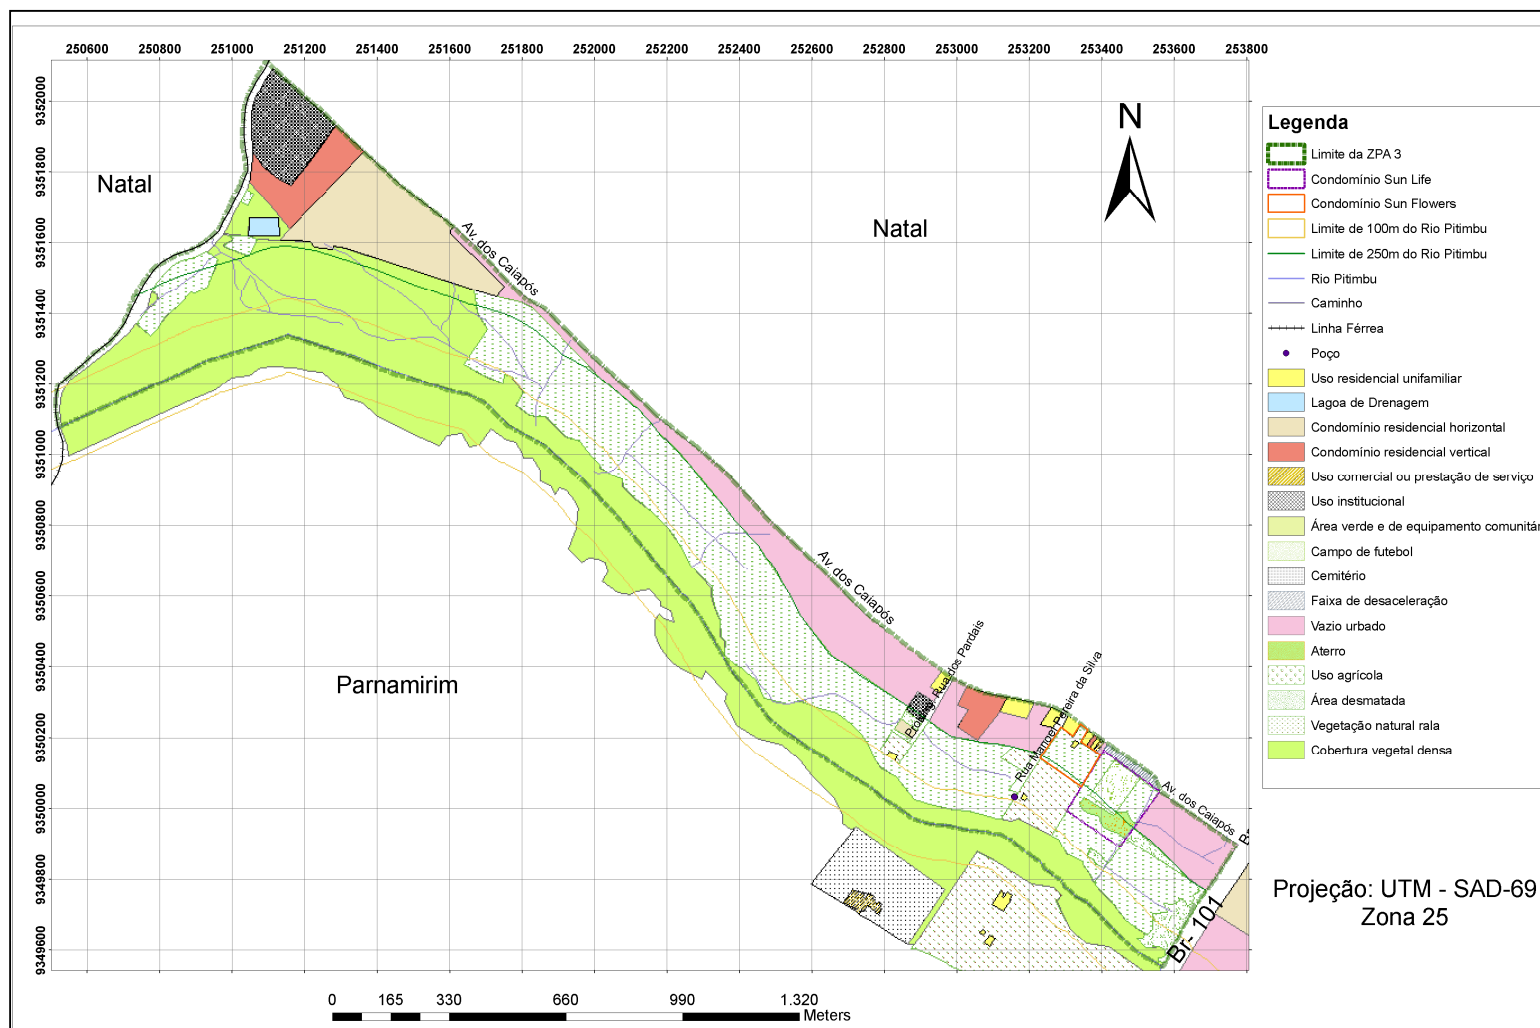 250600 250800 251000 251200 251400 251600 251800 252000 252200 252400 252600 252800 253000 253200 253400 253600 253800
9352000
9351800
9351600
9351400
9351200
9351000
9350800
9350600
9350400
9350200
9350000
9349800
9349600
Natal
Natal
Parnamirim
N
Av. dos Caiapós
Av. dos Caiapós
Rua dos Pardais
Rua Manoel Pereira da Silva
Av. dos Caiapós
Br- 101
Legenda
Limite da ZPA 3
Condomínio Sun Life
Condomínio Sun Flowers
Limite de 100m do Rio Pitimbu
Limite de 250m do Rio Pitimbu
Rio Pitimbu
Caminho
Linha Férrea
Poço
Uso residencial unifamiliar
Lagoa de Drenagem
Condomínio residencial horizontal
Condomínio residencial vertical
Uso comercial ou prestação de serviço
Uso institucional
Área verde e de equipamento comunitár
Campo de futebol
Cemitério
Faixa de desaceleração
Vazio urbado
Aterro
Uso agrícola
Área desmatada
Vegetação natural rala
Cobertura vegetal densa
Projeção: UTM - SAD-69
Zona 25
0 165 330 660 990 1.320
Meters